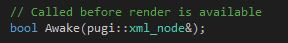 // Called before render is available
bool Awake(pugi::xml_node&);